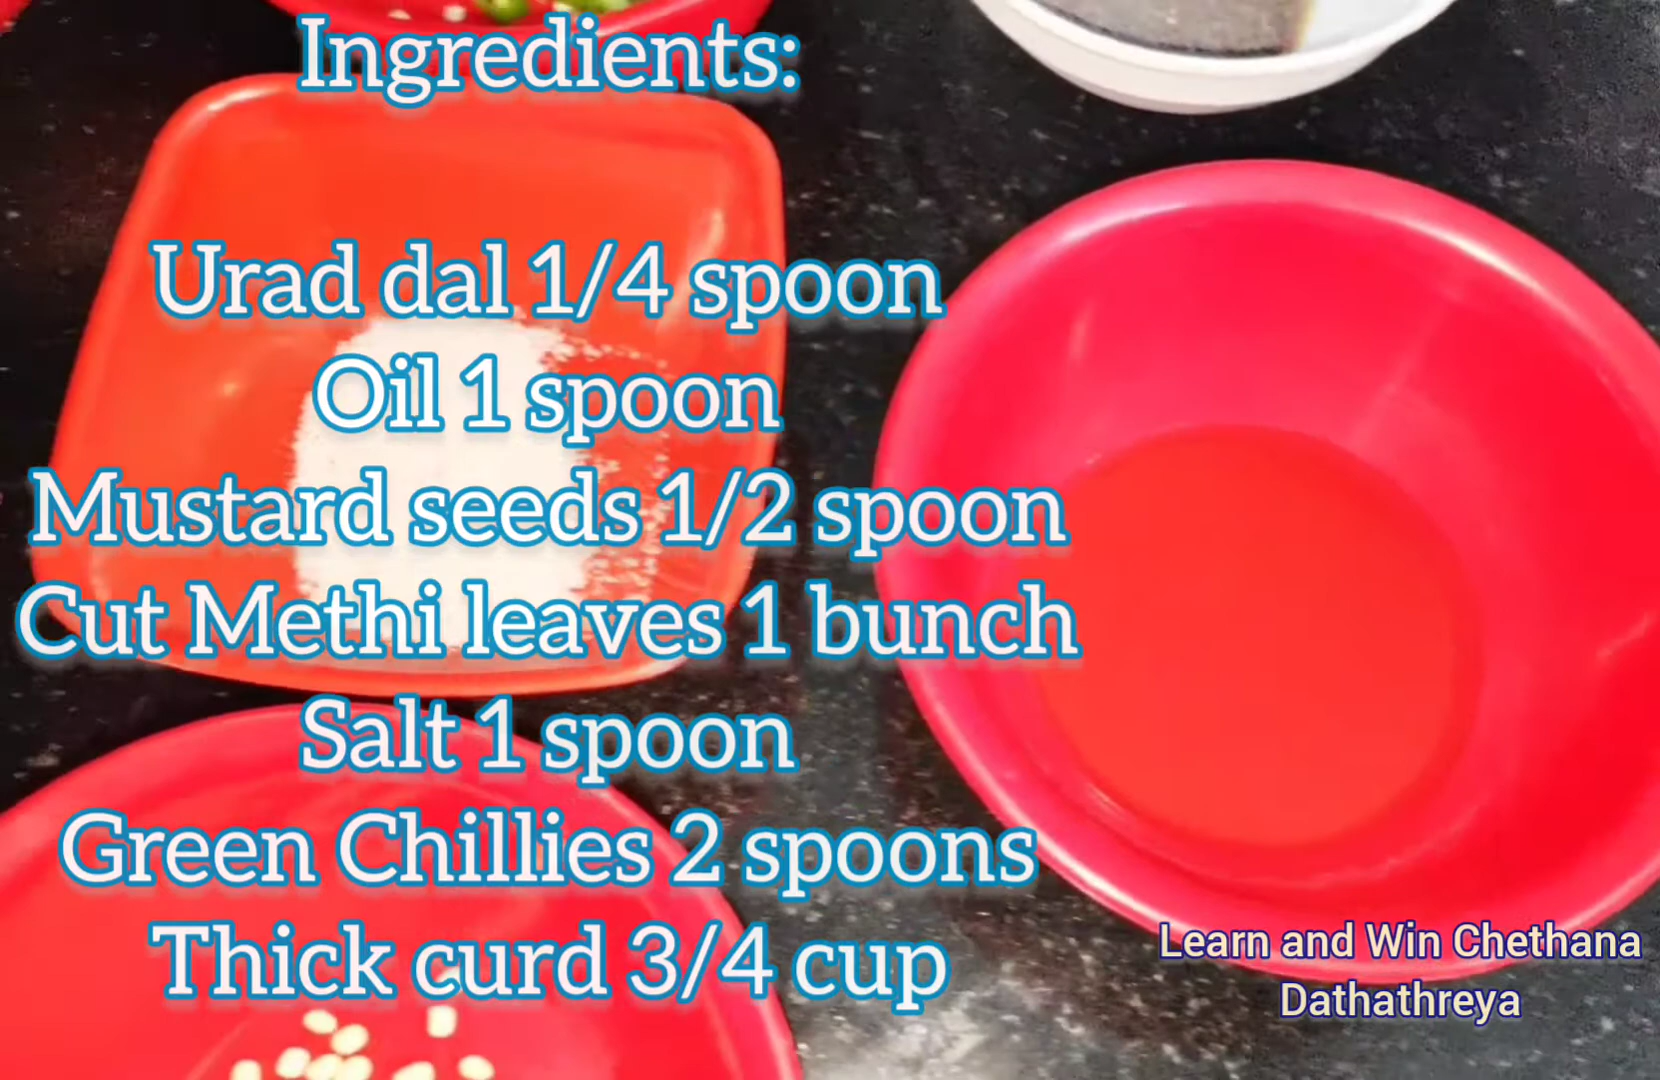 Ingredients:
Urad dal 1/4 spoon
Oil 1 spoon
Mustard seeds 1/2 spoon
Cut Methi leaves 1 bunch
Salt 1 spoon
Green Chillies 2 spoons
Thick curd 3/4 cup
Learn and Win Chethana
Dathathreya